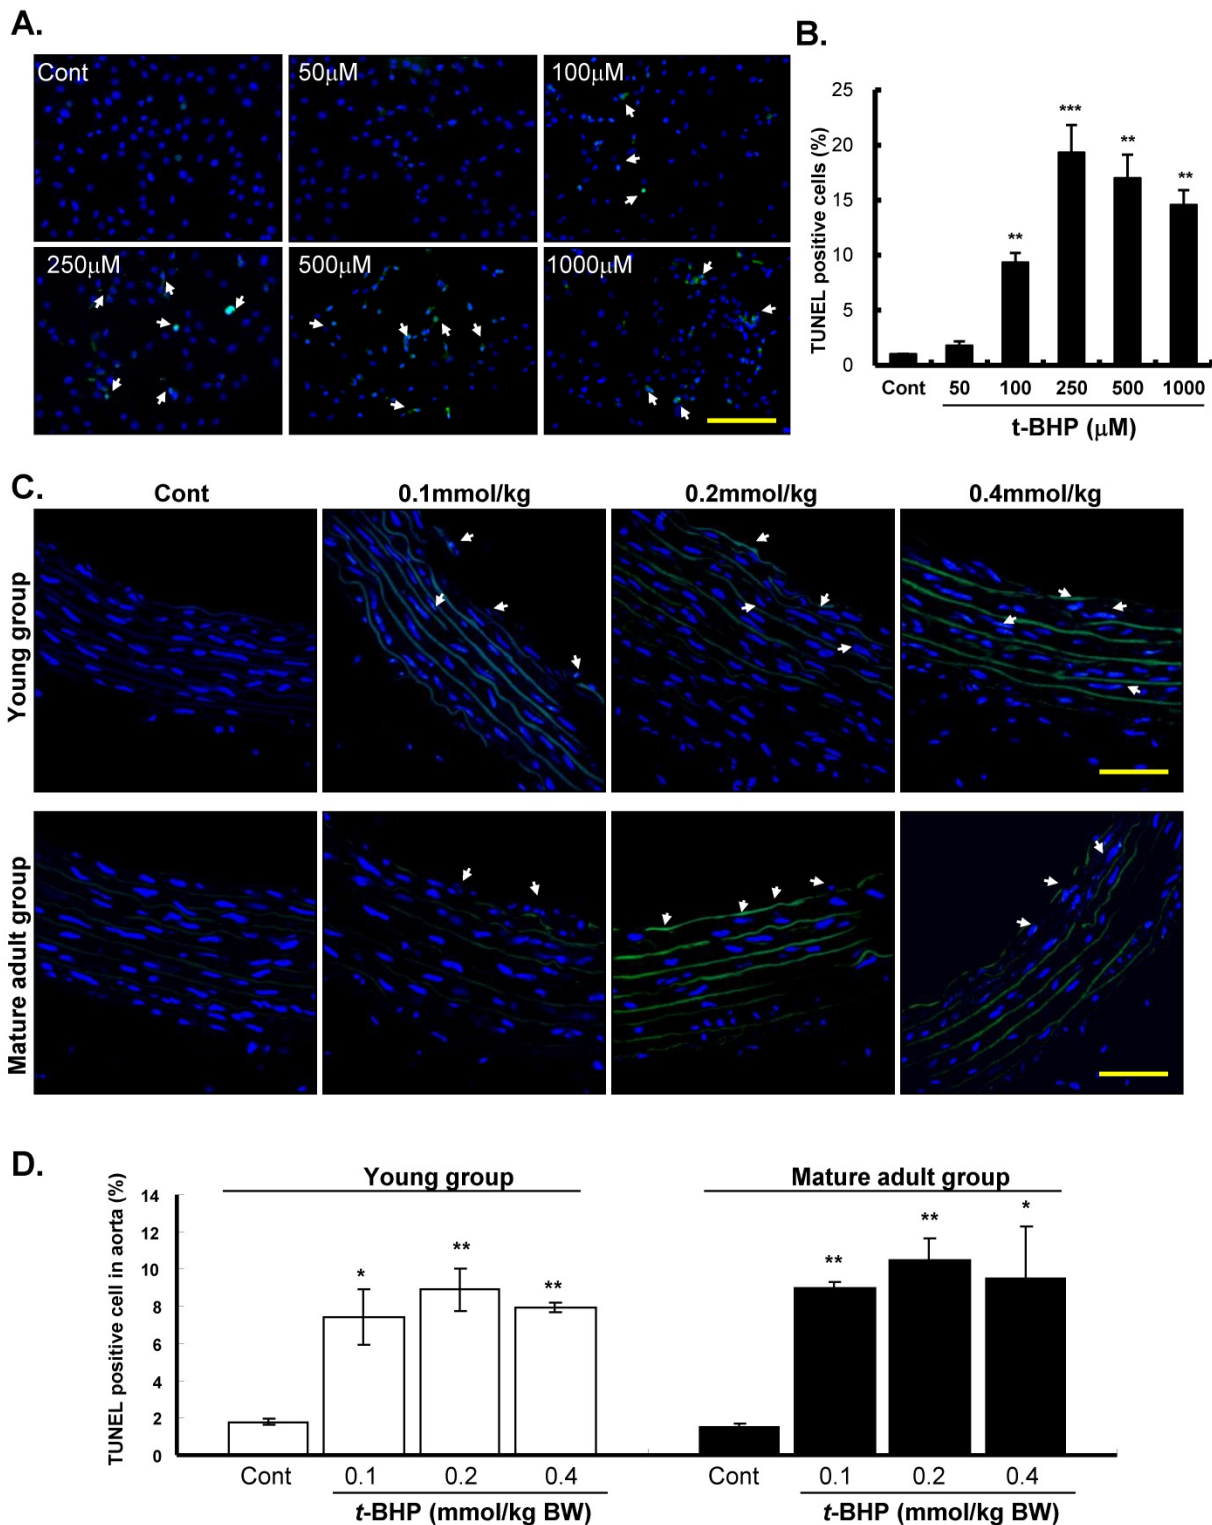 A.
Cont
50μM
100μM
250μM
500μM
1000μM
B.
TUNEL positive cells (%)
25
20
15
10
5
0
**
***
**
**
Cont
50
100
250
500
1000
t-BHP (μM)
C.
Cont
0.1mmol/kg
0.2mmol/kg
0.4mmol/kg
Young group
Mature adult group
D.
TUNEL positive cell in aorta (%)
14
12
10
8
6
4
2
0
Young group
*
**
**
Cont
0.1
0.2
0.4
t-BHP (mmol/kg BW)
Mature adult group
**
**
*
Cont
0.1
0.2
0.4
t-BHP (mmol/kg BW)